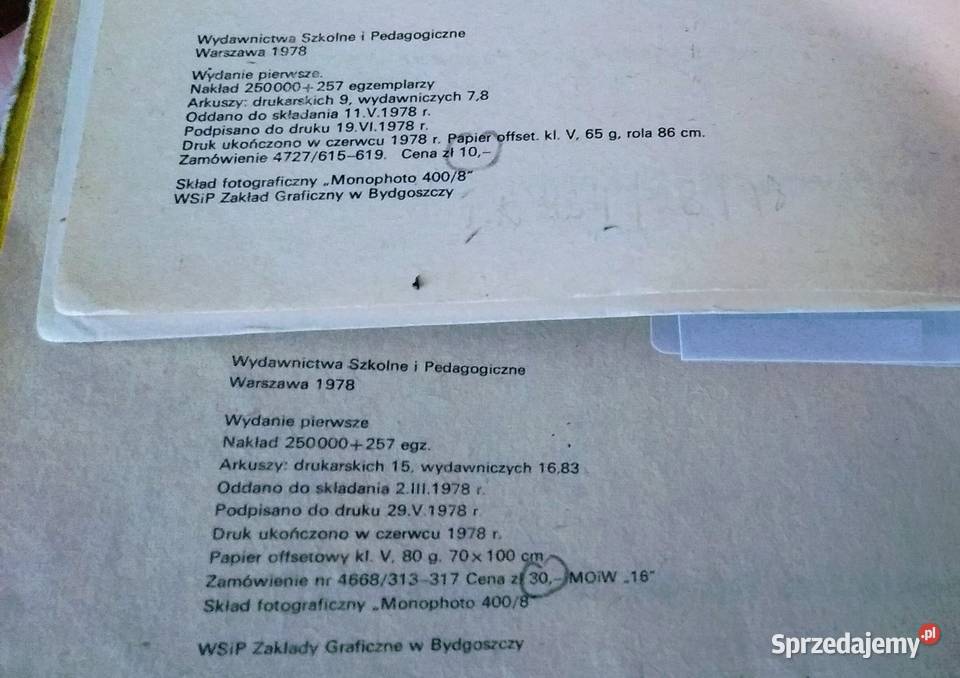 Wydawnictwa Szkolne i Pedagogiczne
Warszawa 1978
Wydanie pierwsze.
Nakład 250000+257 egzemplarzy
Arkuszy: drukarskich 9, wydawniczych 7,8
Oddano do składania 11.V.1978 r.
Podpisano do druku 19.VI.1978 r.
Druk ukończono w czerwcu 1978 r. Papier offset. kl. V, 65 g, rola 86 cm.
Zamówienie 4727/615-619. Cena zł 10,-
Skład fotograficzny „Monophoto 400/8"
WSiP Zakład Graficzny w Bydgoszczy
Wydawnictwa Szkolne i Pedagogiczne
Warszawa 1978
Wydanie pierwsze
Nakład 250000+257 egz.
Arkuszy: drukarskich 15, wydawniczych 16,83
Oddano do składania 2.III.1978 r.
Podpisano do druku 29.V.1978 r
Druk ukończono w czerwcu 1978 r.
Papier offsetowy kl. V, 80 g. 70×100 cm
Zamówienie nr 4668/313-317 Cena zł 30,- MOiW „16"
Skład fotograficzny „Monophoto 400/8"
WSiP Zakłady Graficzne w Bydgoszczy
Sprzedajemy.pl